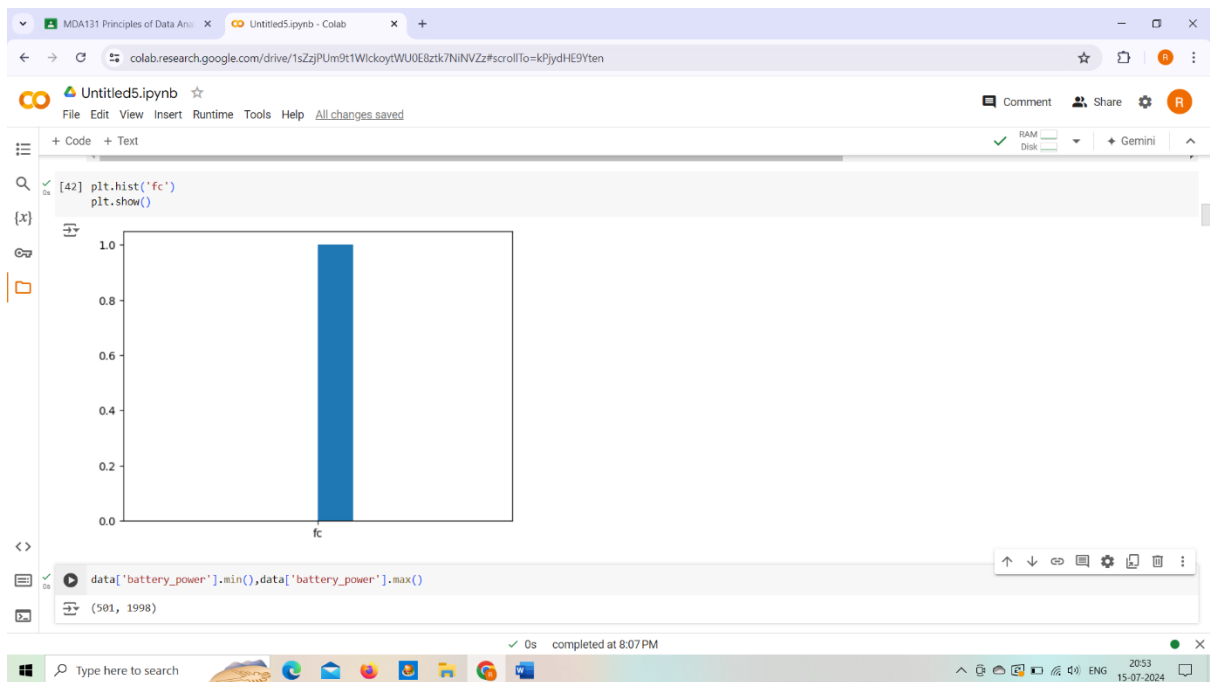 MDA131 Principles of Data Ana
Untitled5.ipynb - Colab
colab.research.google.com/drive/1sZzjPUm9t1WlckoytWU0E8ztk7NiNVZz#scrollTo=kPjydHE9Yten
R
CO
Untitled5.ipynb
File Edit View Insert Runtime Tools Help All changes saved
Comment Share R
+ Code + Text
RAM
Disk
Gemini
{x}
0s
[42] plt.hist('fc')
plt.show()
1.0
0.8
0.6
0.4
0.2
0.0
fc
0s
data['battery_power'].min(),data['battery_power'].max()
(501, 1998)
0s completed at 8:07 PM
Type here to search
ENG
20:53
15-07-2024